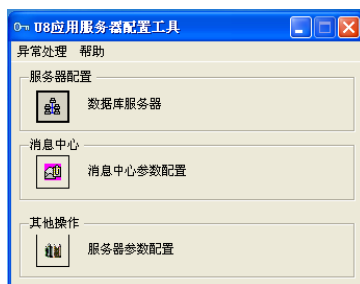 U8应用服务器配置工具
异常处理 帮助
服务器配置
数据库服务器
消息中心
消息中心参数配置
其他操作
服务器参数配置